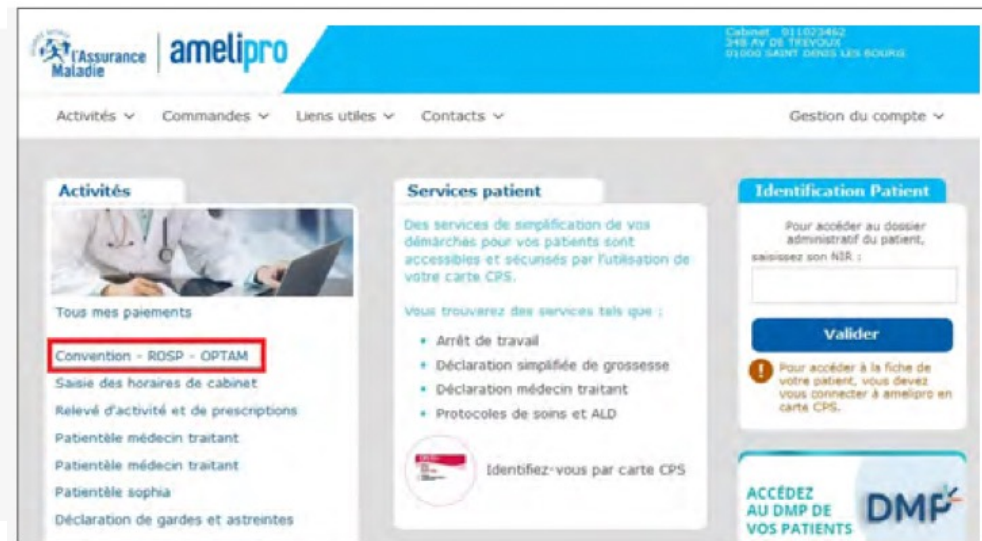 l'Assurance
Maladie
amelipro
Cabinet 011023462
348 AV DE TREVOUX
01000 SAINT DENIS LES BOURG
Activités
Commandes
Liens utiles
Contacts
Gestion du compte
Activités
Tous mes paiements
Convention - ROSP - OPTAM
Saisie des horaires de cabinet
Relevé d'activité et de prescriptions
Patientèle médecin traitant
Patientèle médecin traitant
Patientèle sophia
Déclaration de gardes et astreintes
Services patient
Des services de simplification de vos
démarches pour vos patients sont
accessibles et sécurisés par l'utilisation de
votre carte CPS.
Vous trouverez des services tels que :
• Arrêt de travail
• Déclaration simplifiée de grossesse
• Déclaration médecin traitant
• Protocoles de soins et ALD
Identifiez-vous par carte CPS
Identification Patient
Pour accéder au dossier
administratif du patient,
saisissez son NIR :
Valider
Pour accéder à la fiche de
votre patient, vous devez
vous connecter à amelipro en
carte CPS.
ACCÉDEZ
AU DMP DE
VOS PATIENTS
DMP